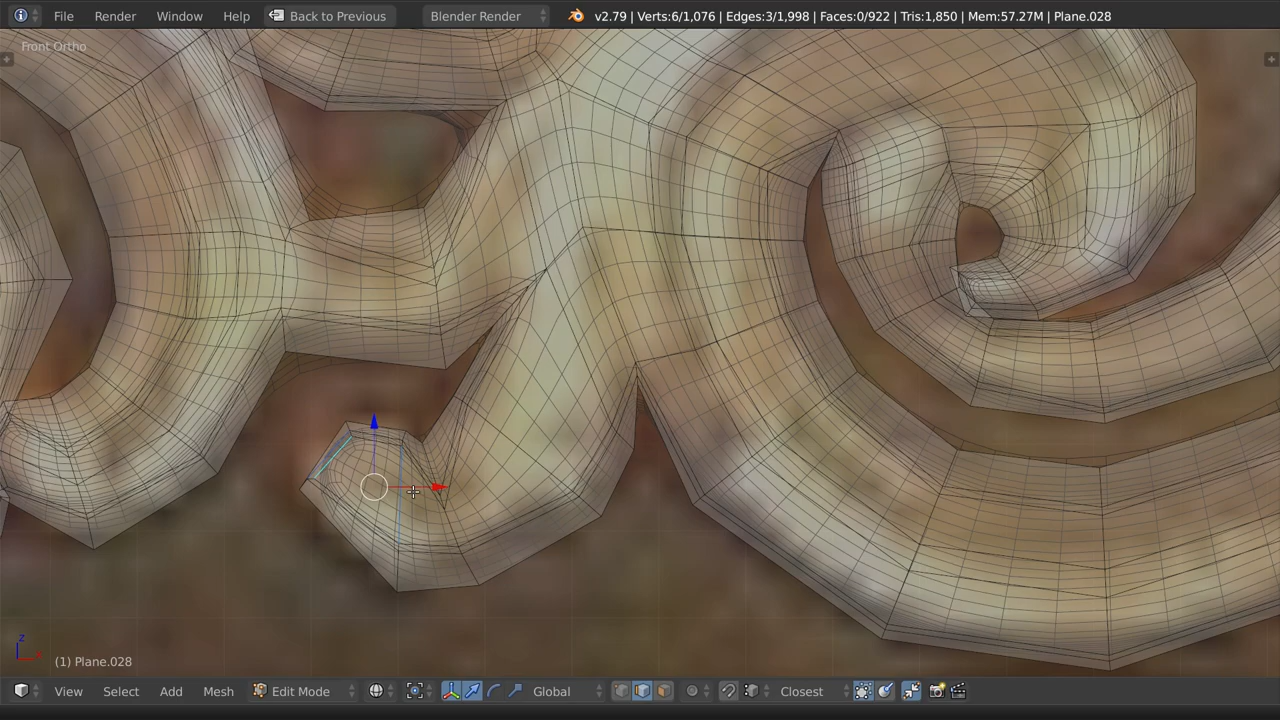 File Render Window Help Back to Previous Blender Render v2.79 | Verts:6/1,076 | Edges:3/1,998 | Faces:0/922 | Tris:1,850 | Mem:57.27M | Plane.028
Front Ortho
z
x
(1) Plane.028
View Select Add Mesh Edit Mode Global Closest